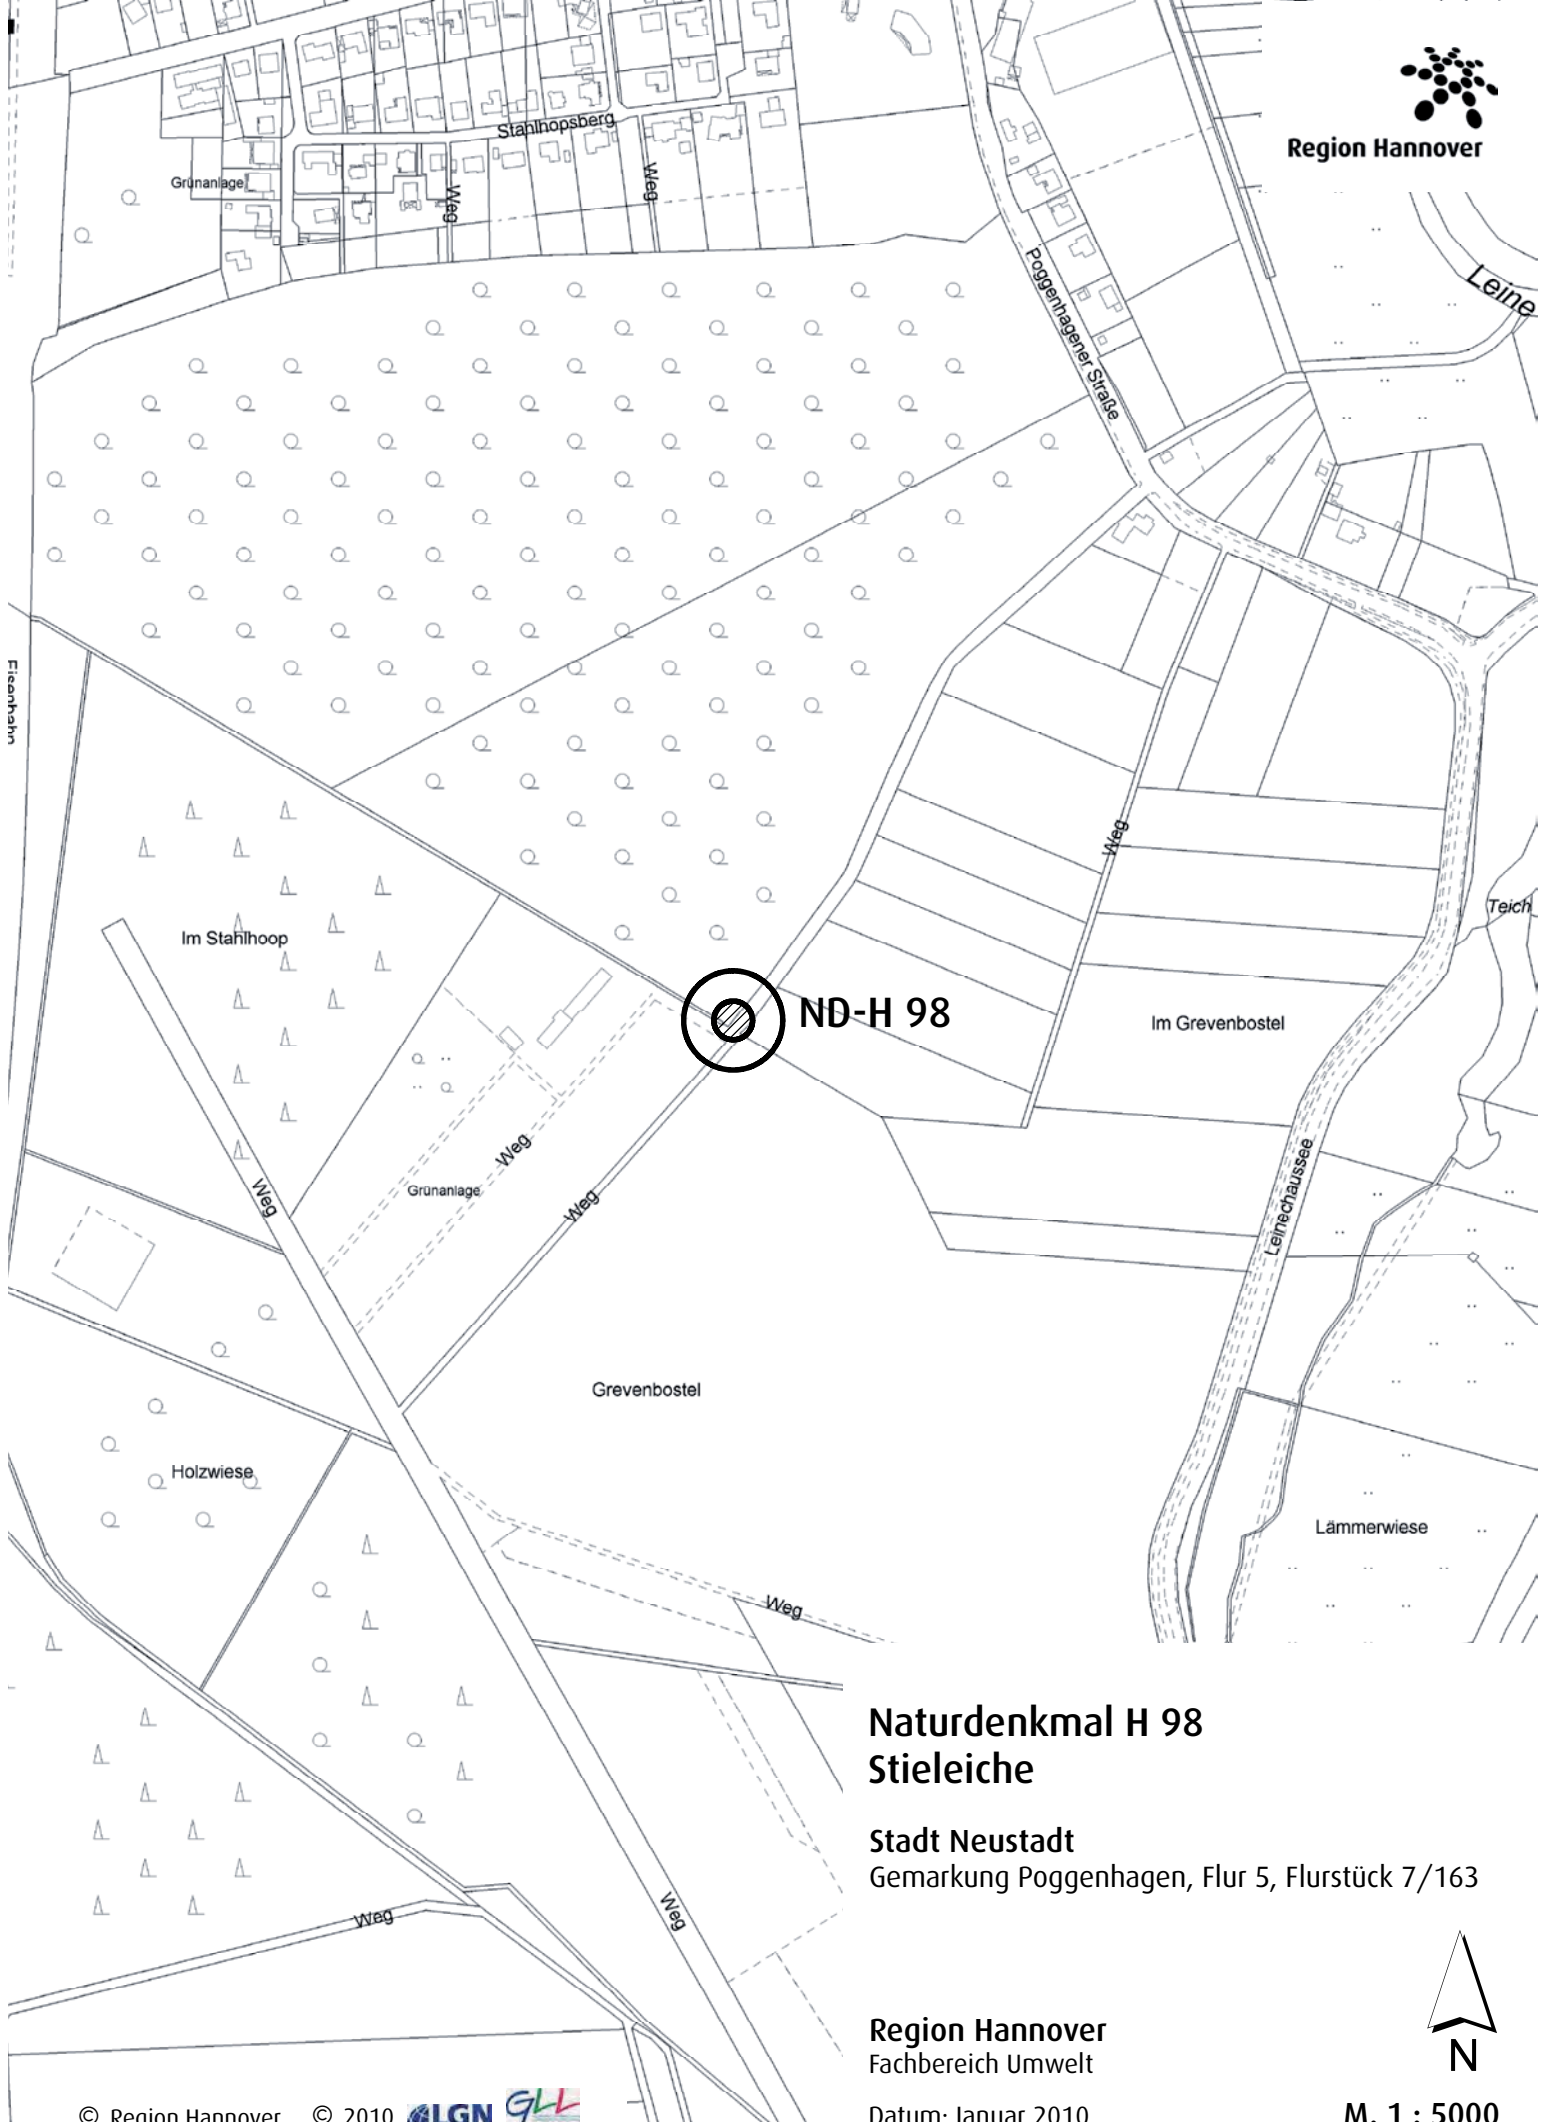 Region Hannover
Stahlhopsberg
Grünanlage
Weg
Weg
Poggenhagener Straße
Leine
Eisenbahn
Weg
Teich
Im Stahlhoop
ND-H 98
Im Grevenbostel
Weg
Weg
Grünanlage
Weg
Leinechaussee
Grevenbostel
Holzwiese
Lämmerwiese
Weg
Naturdenkmal H 98
Stieleiche
Stadt Neustadt
Gemarkung Poggenhagen, Flur 5, Flurstück 7/163
Weg
Weg
Region Hannover
Fachbereich Umwelt
N
© Region Hannover © 2010 LGN GLL
Datum: Januar 2010
M. 1 : 5000